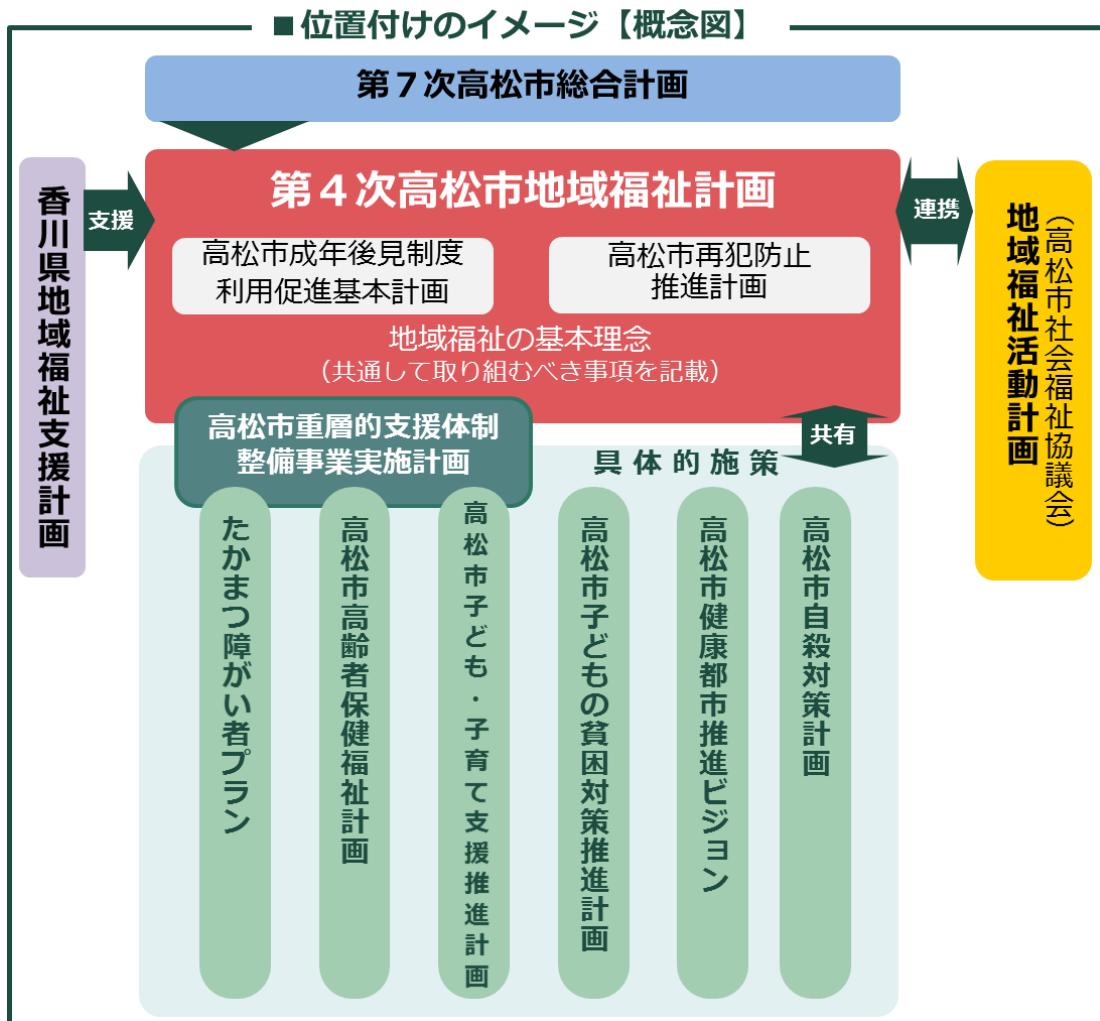 ■位置付けのイメージ【概念図】
第７次高松市総合計画
香川県地域福祉支援計画
支援
第４次高松市地域福祉計画
高松市成年後見制度
利用促進基本計画
高松市再犯防止
推進計画
地域福祉の基本理念
（共通して取り組むべき事項を記載）
連携
地域福祉活動計画
（高松市社会福祉協議会）
高松市重層的支援体制
整備事業実施計画
共有
具体的施策
たかまつ障がい者プラン
高松市高齢者保健福祉計画
高松市子ども・子育て支援推進計画
高松市子どもの貧困対策推進計画
高松市健康都市推進ビジョン
高松市自殺対策計画